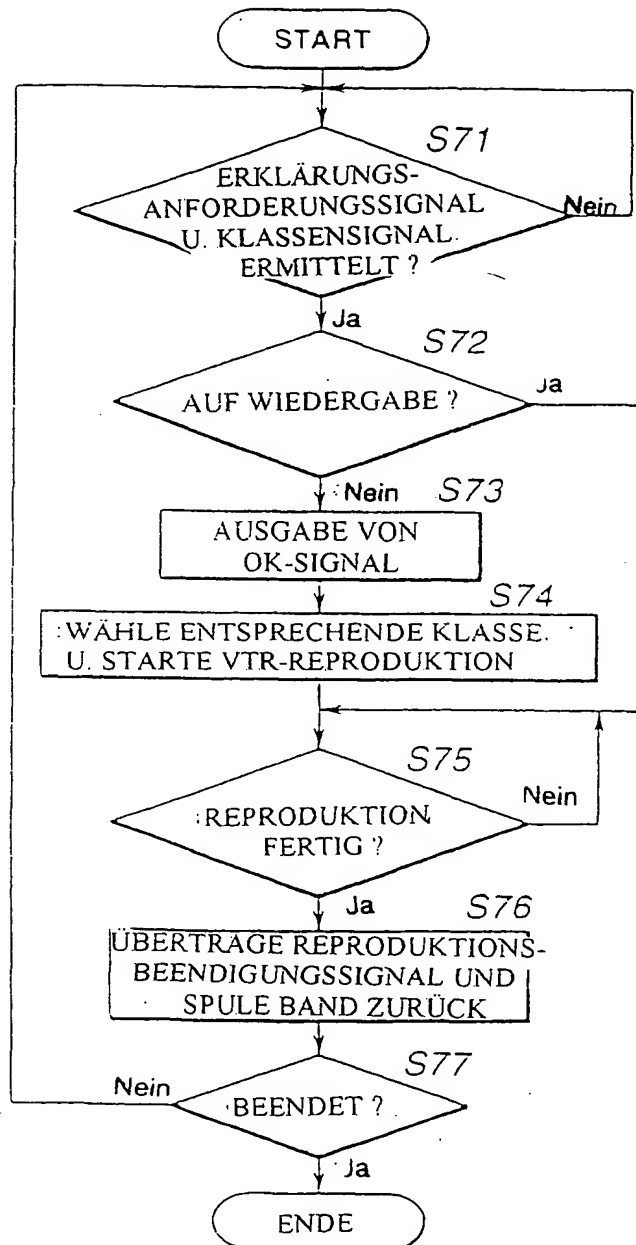 START
S71
ERKLÄRUNGS-
ANFORDERUNGSSIGNAL
U. KLASSENSIGNAL.
ERMITTELT ?
Nein
Ja
S72
AUF WIEDERGABE ?
Ja
Nein
S73
AUSGABE VON
OK-SIGNAL
S74
WÄHLE ENTSPRECHENDE KLASSE.
U. STARTE VTR-REPRODUKTION
S75
REPRODUKTION
FERTIG ?
Nein
Ja
S76
ÜBERTRAGE REPRODUKTIONS-
BEENDIGUNGSSIGNAL UND
SPULE BAND ZURÜCK
S77
Nein
BEENDET ?
Ja
ENDE